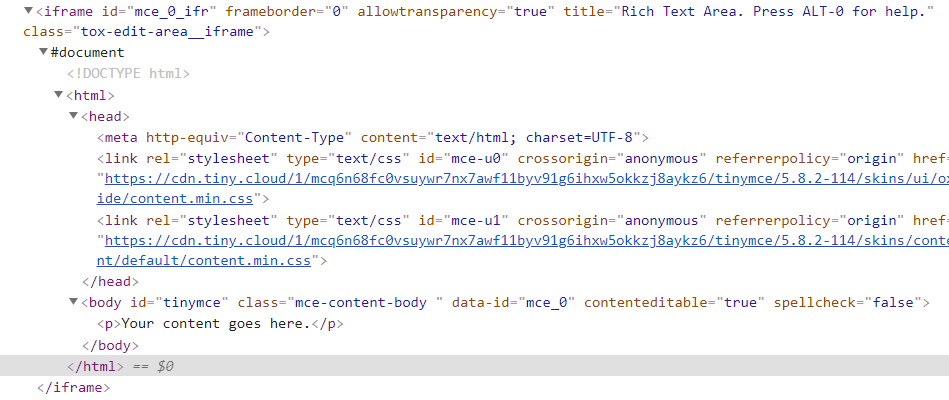 <iframe id="mce_0_ifr" frameborder="0" allowtransparency="true" title="Rich Text Area. Press ALT-0 for help."
class="tox-edit-area__iframe">
#document
<!DOCTYPE html>
<html>
<head>
<meta http-equiv="Content-Type" content="text/html; charset=UTF-8">
<link rel="stylesheet" type="text/css" id="mce-u0" crossorigin="anonymous" referrerpolicy="origin" href=
"https://cdn.tiny.cloud/1/mcq6n68fc0vsuywr7nx7awf11byv91g6ihxw5okkzj8aykz6/tinymce/5.8.2-114/skins/ui/ox
ide/content.min.css">
<link rel="stylesheet" type="text/css" id="mce-u1" crossorigin="anonymous" referrerpolicy="origin" href=
"https://cdn.tiny.cloud/1/mcq6n68fc0vsuywr7nx7awf11byv91g6ihxw5okkzj8aykz6/tinymce/5.8.2-114/skins/conte
nt/default/content.min.css">
</head>
<body id="tinymce" class="mce-content-body " data-id="mce_0" contenteditable="true" spellcheck="false">
<p>Your content goes here.</p>
</body>
</html> == $0
</iframe>